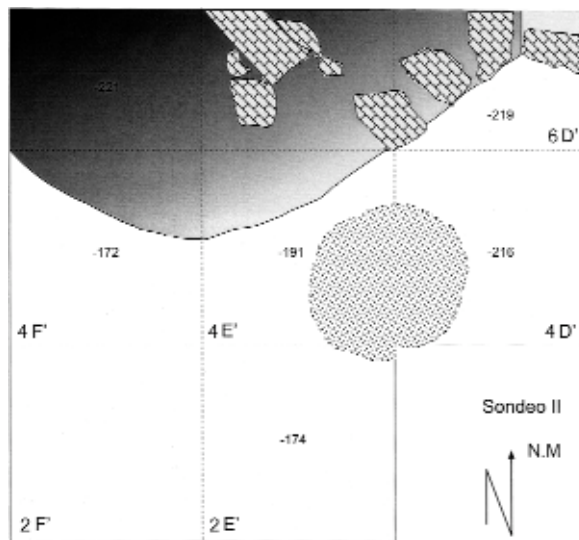 -221
-219
6 D'
-172
-191
-216
4 F'
4 E'
4 D'
Sondeo II
-174
N.M
2 F'
2 E'